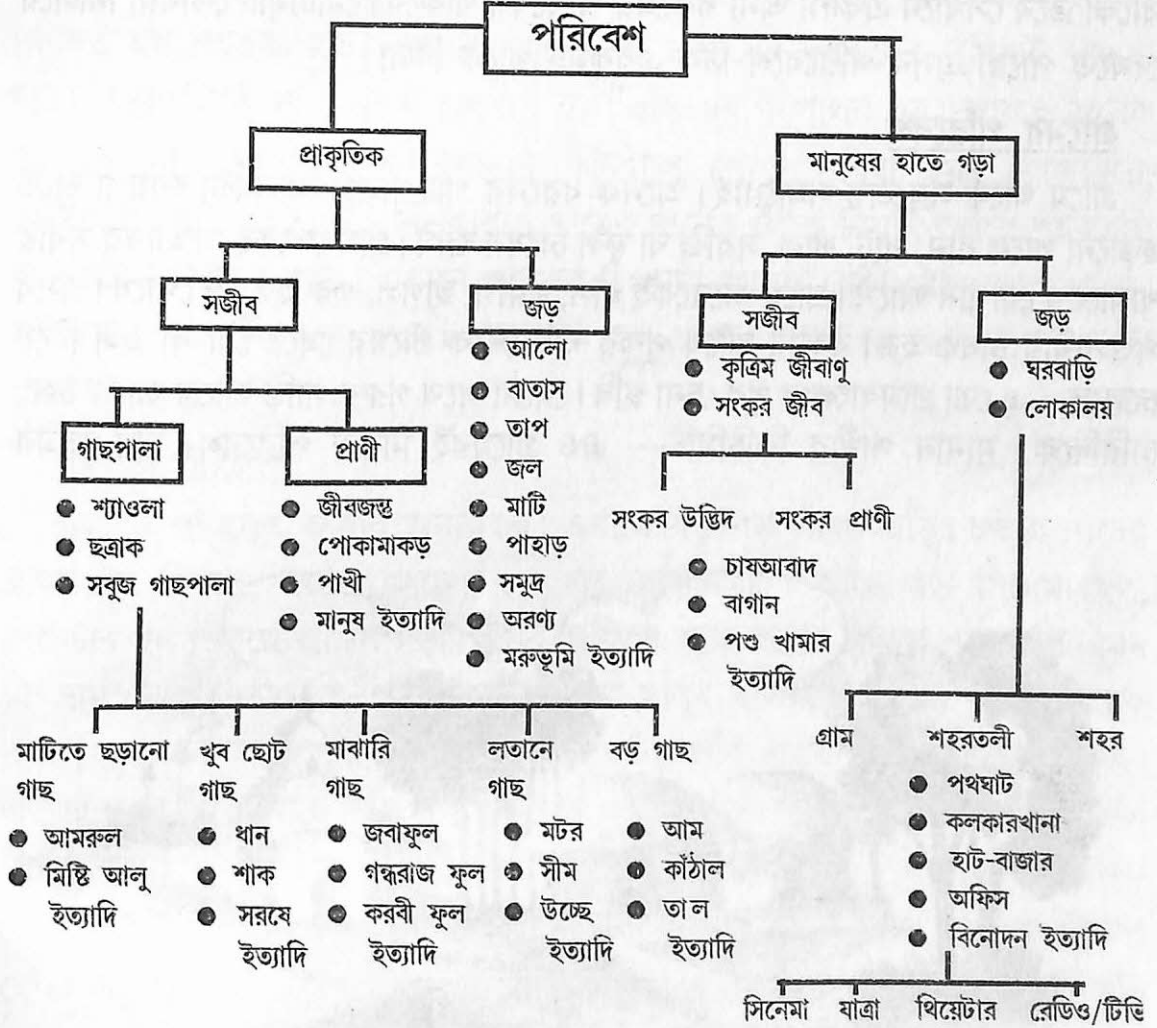 পরিবেশ
প্রাকৃতিক
মানুষের হাতে গড়া
সজীব
জড়
সজীব
জড়
গাছপালা
শ্যাওলা
ছত্রাক
সবুজ গাছপালা
প্রাণী
জীবজন্তু
পোকামাকড়
পাখী
মানুষ ইত্যাদি
আলো
বাতাস
তাপ
জল
মাটি
পাহাড়
সমুদ্র
অরণ্য
মরুভূমি ইত্যাদি
কৃত্রিম জীবাণু
সংকর জীব
সংকর উদ্ভিদ
সংকর প্রাণী
চাষআবাদ
বাগান
পশু খামার
ইত্যাদি
ঘরবাড়ি
লোকালয়
মাটিতে ছড়ানো
গাছ
আমরুল
মিষ্টি আলু
ইত্যাদি
খুব ছোট
গাছ
ধান
শাক
সরষে
ইত্যাদি
মাঝারি
গাছ
জবাফুল
গন্ধরাজ ফুল
করবী ফুল
ইত্যাদি
লতানে
গাছ
মটর
সীম
উচ্ছে
ইত্যাদি
বড় গাছ
আম
কাঁঠাল
তাল
ইত্যাদি
গ্রাম
শহরতলী
শহর
পথঘাট
কলকারখানা
হাট-বাজার
অফিস
বিনোদন ইত্যাদি
সিনেমা
যাত্রা
থিয়েটার
রেডিও/টিভি